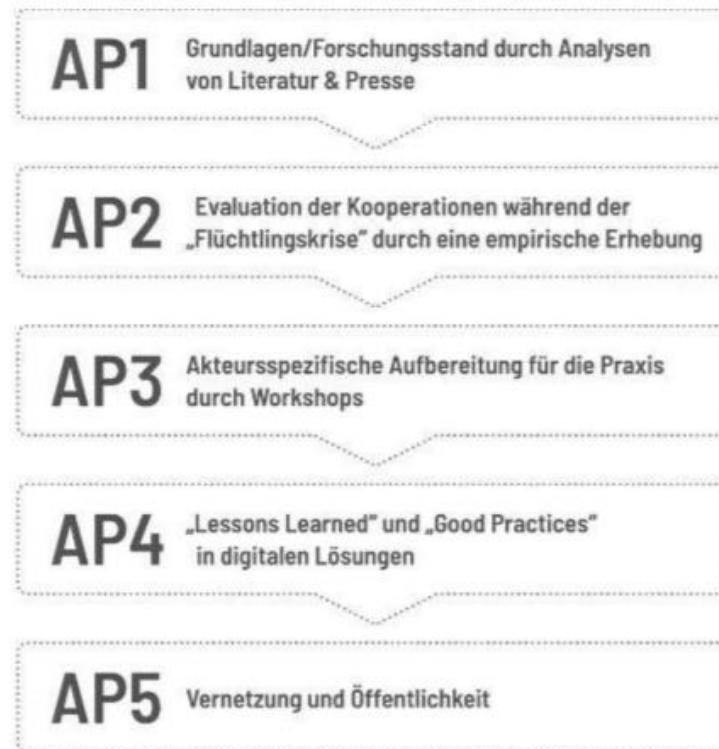 AP1
Grundlagen/Forschungsstand durch Analysen
von Literatur & Presse
AP2
Evaluation der Kooperationen während der
„Flüchtlingskrise“ durch eine empirische Erhebung
AP3
Akteursspezifische Aufbereitung für die Praxis
durch Workshops
AP4
„Lessons Learned“ und „Good Practices“
in digitalen Lösungen
AP5
Vernetzung und Öffentlichkeit